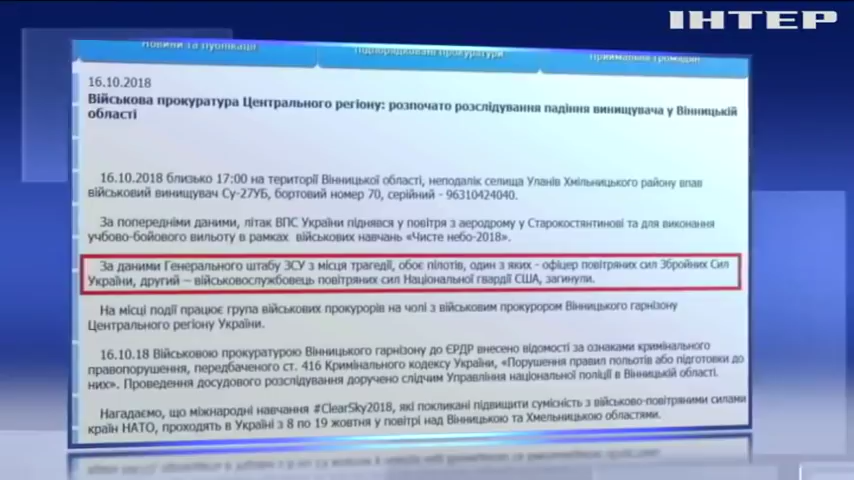 ІНТЕР
Новини та публікації
Підпорядковані прокуратури
Приймальня громадян
16.10.2018
Військова прокуратура Центрального регіону: розпочато розслідування падіння винищувача у Вінницькій
області
16.10.2018 близько 17:00 на території Вінницької області, неподалік селища Уланів Хмільницького району впав
військовий винищувач Су-27УБ, бортовий номер 70, серійний - 96310424040.
За попередніми даними, літак ВПС України піднявся у повітря з аеродрому у Старокостянтинові та для виконання
учбово-бойового вильоту в рамках військових навчань «Чисте небо-2018».
За даними Генерального штабу ЗСУ з місця трагедії, обоє пілотів, один з яких - офіцер повітряних сил Збройних Сил
України, другий – військовослужбовець повітряних сил Національної гвардії США, загинули.
На місці події працює група військових прокурорів на чолі з військовим прокурором Вінницького гарнізону
Центрального регіону України.
16.10.18 Військовою прокуратурою Вінницького гарнізону до ЄРДР внесено відомості за ознаками кримінального
правопорушення, передбаченого ст. 416 Кримінального кодексу України, «Порушення правил польотів або підготовки до
них». Проведення досудового розслідування доручено слідчим Управління національної поліції в Вінницькій області.
Нагадаємо, що міжнародні навчання #ClearSky2018, які покликані підвищити сумісність з військово-повітряними силами
країн НАТО, проходять в Україні з 8 по 19 жовтня у повітрі над Вінницькою та Хмельницькою областями.